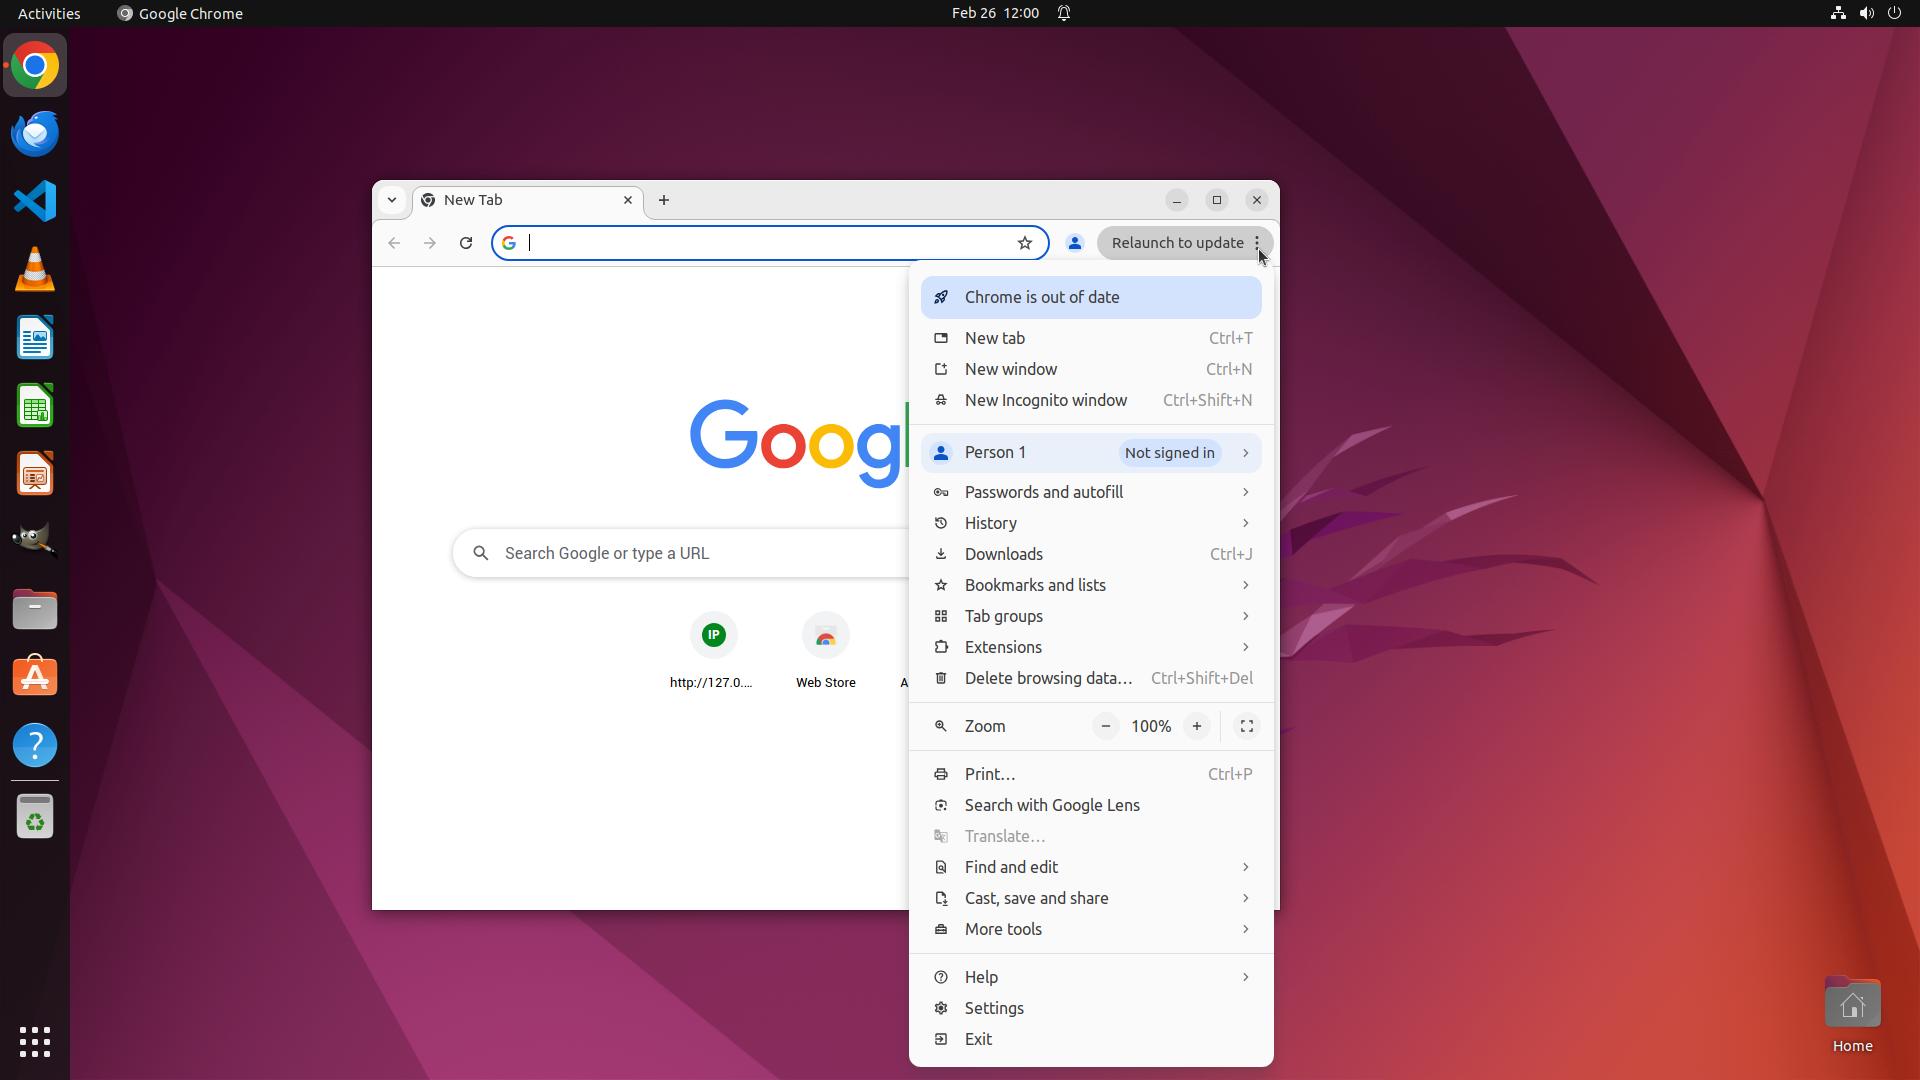 Activities
Google Chrome
Feb 26 12:00
New Tab
Relaunch to update
Chrome is out of date
New tab Ctrl+T
New window Ctrl+N
New Incognito window Ctrl+Shift+N
Person 1 Not signed in
Passwords and autofill
History
Downloads Ctrl+J
Bookmarks and lists
Tab groups
Extensions
Delete browsing data... Ctrl+Shift+Del
Zoom − 100% +
Print... Ctrl+P
Search with Google Lens
Translate...
Find and edit
Cast, save and share
More tools
Help
Settings
Exit
Googl
Search Google or type a URL
IP
http://127.0....
Web Store
A
Home